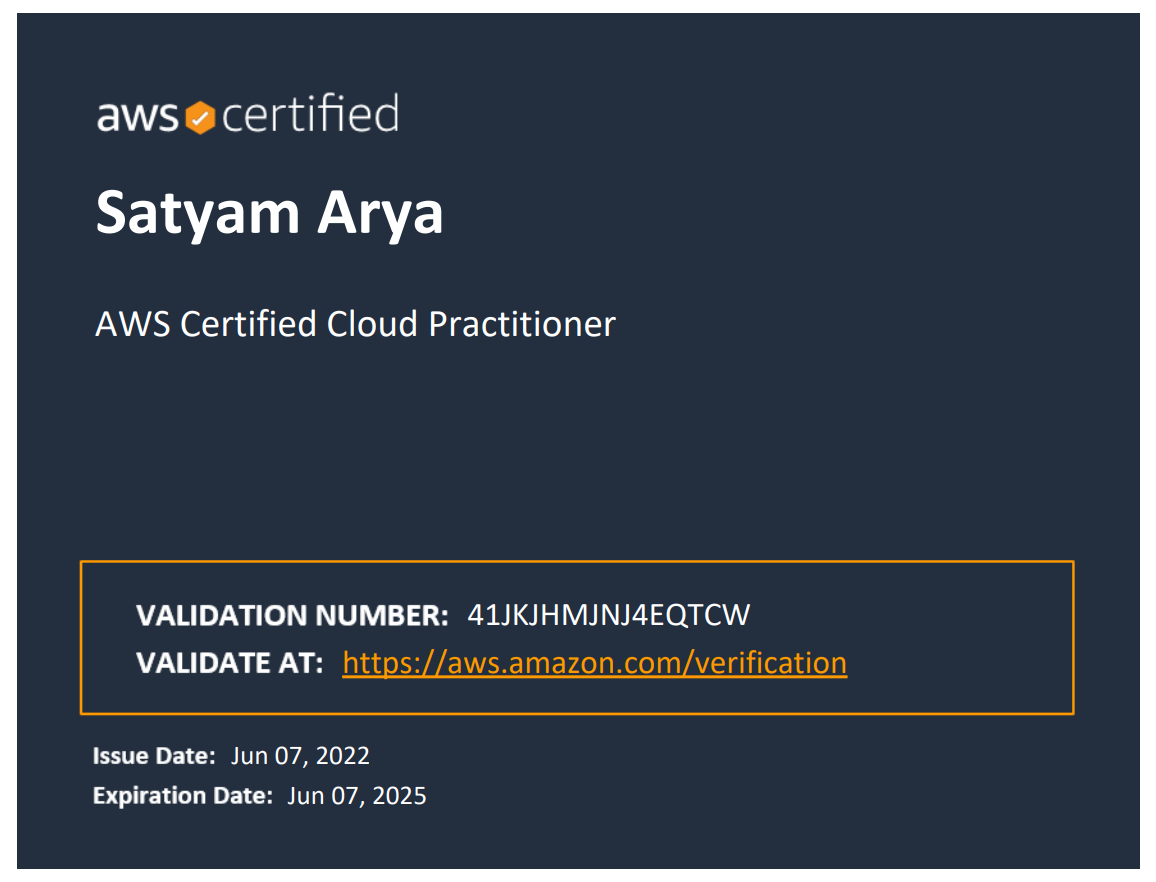 aws certified
Satyam Arya
AWS Certified Cloud Practitioner
VALIDATION NUMBER: 41JKJHMJNJ4EQTCW
VALIDATE AT: https://aws.amazon.com/verification
Issue Date: Jun 07, 2022
Expiration Date: Jun 07, 2025